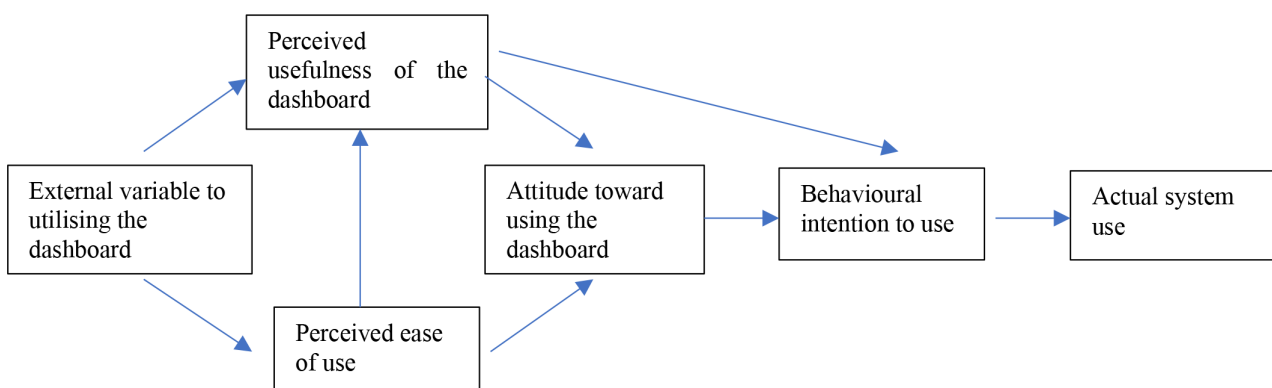 Perceived
usefulness of the
dashboard
External variable to
utilising the
dashboard
Attitude toward
using the
dashboard
Behavioural
intention to use
Actual system
use
Perceived ease
of use